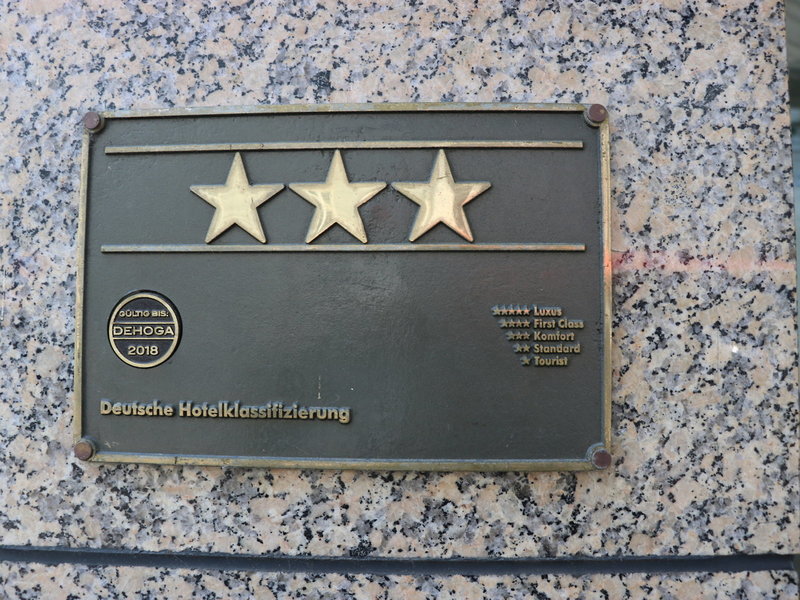 GÜLTIG BIS:
DEHOGA
2018
★★★★★ Luxus
★★★★ First Class
★★★ Komfort
★★ Standard
★ Tourist
Deutsche Hotelklassifizierung